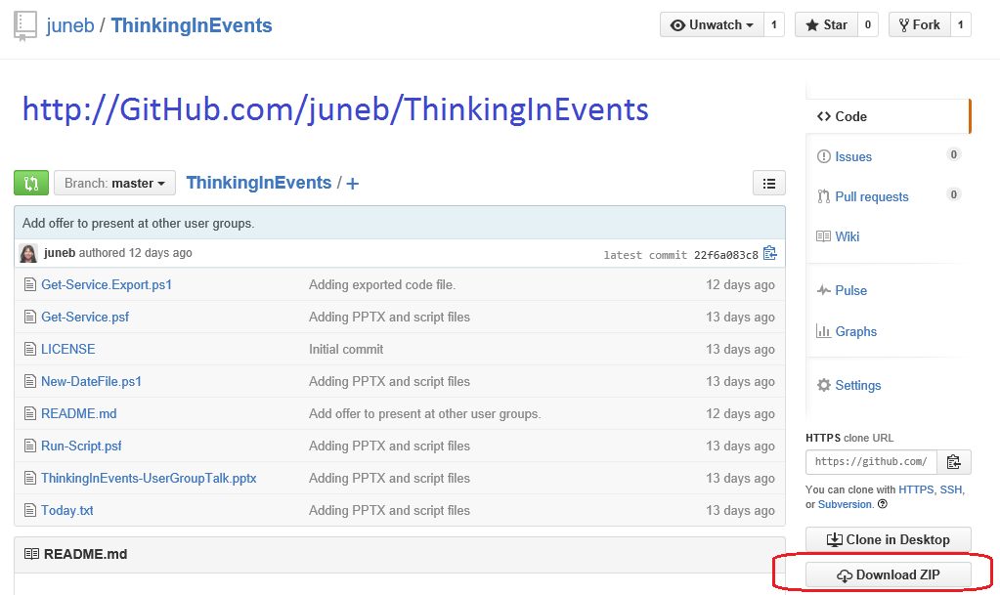 juneb / ThinkingInEvents
Unwatch 1 Star 0 Fork 1
http://GitHub.com/juneb/ThinkingInEvents
Branch: master ThinkingInEvents / +
Add offer to present at other user groups.
juneb authored 12 days ago latest commit 22f6a083c8
Get-Service.Export.ps1 Adding exported code file. 12 days ago
Get-Service.psf Adding PPTX and script files 13 days ago
LICENSE Initial commit 13 days ago
New-DateFile.ps1 Adding PPTX and script files 13 days ago
README.md Add offer to present at other user groups. 12 days ago
Run-Script.psf Adding PPTX and script files 13 days ago
ThinkingInEvents-UserGroupTalk.pptx Adding PPTX and script files 13 days ago
Today.txt Adding PPTX and script files 13 days ago
README.md
Code
Issues 0
Pull requests 0
Wiki
Pulse
Graphs
Settings
HTTPS clone URL
https://github.com/
You can clone with HTTPS, SSH,
or Subversion.
Clone in Desktop
Download ZIP